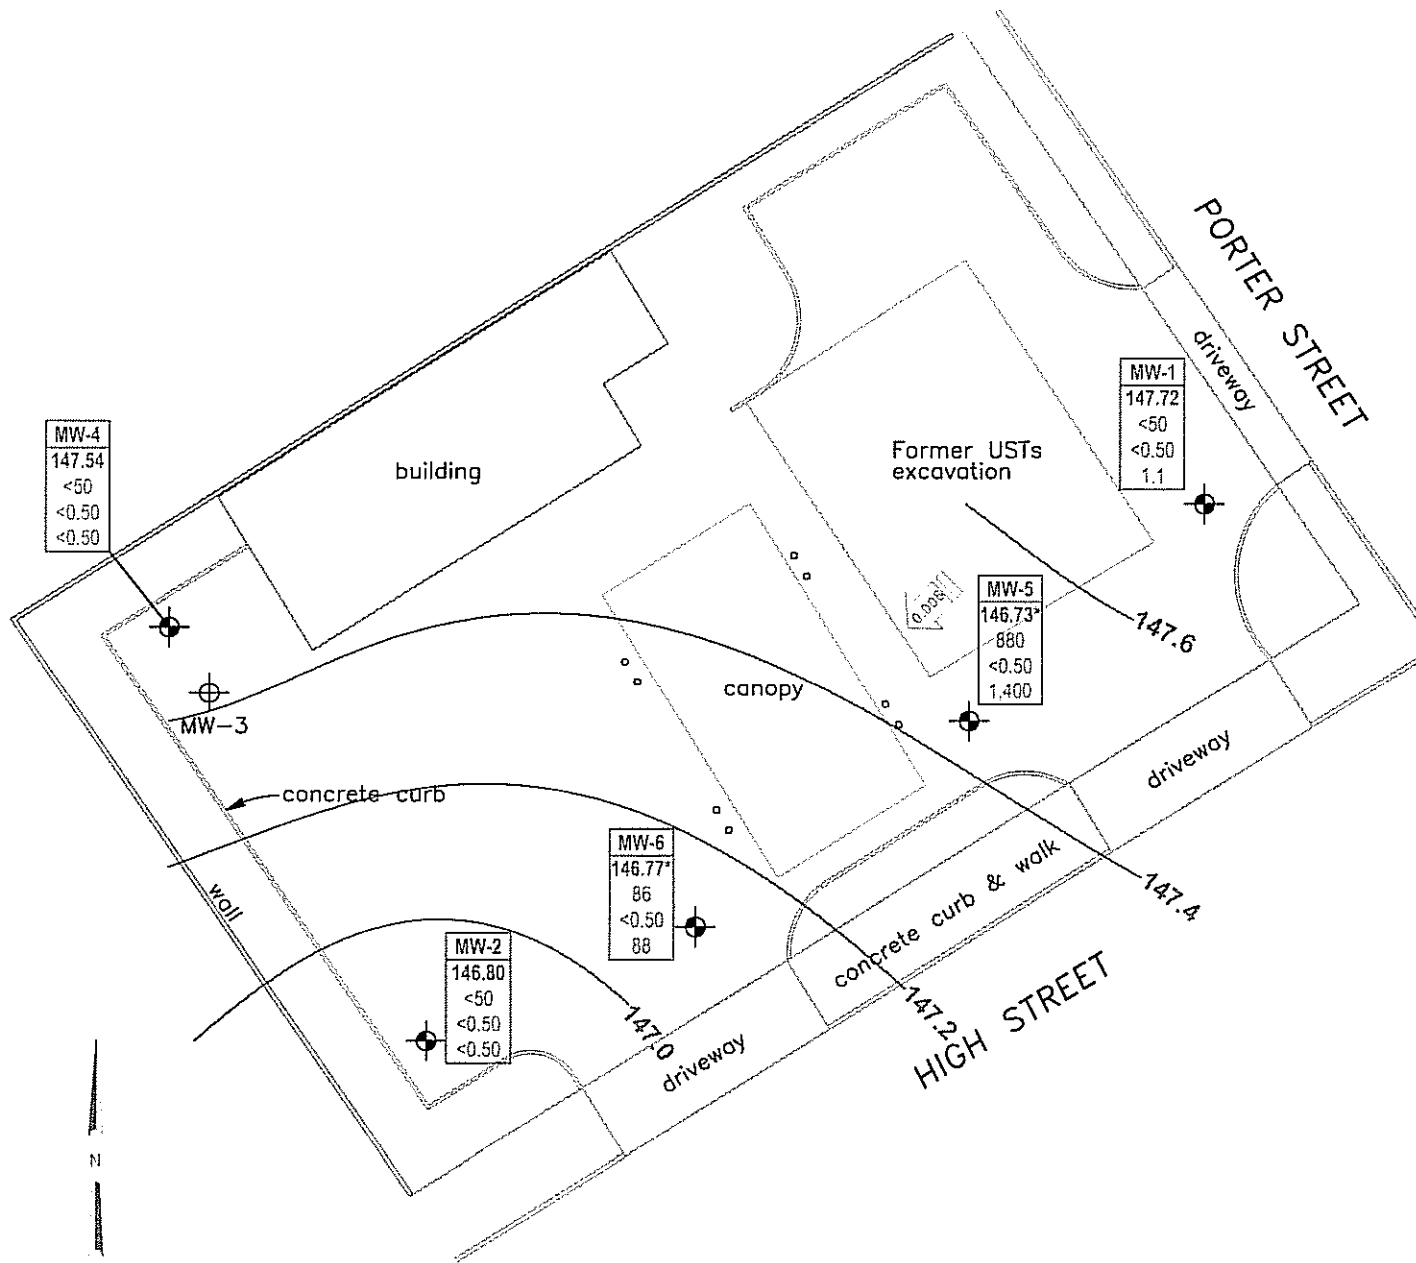 PORTER STREET
driveway
MW-1
147.72
<50
<0.50
1.1
MW-4
147.54
<50
<0.50
<0.50
building
Former USTs
excavation
0.008
MW-5
146.73*
880
<0.50
1,400
147.6
canopy
MW-3
concrete curb
driveway
MW-6
146.77*
86
<0.50
88
wall
concrete curb & walk
147.4
MW-2
146.80
<50
<0.50
<0.50
147.0
147.2
HIGH STREET
driveway
N